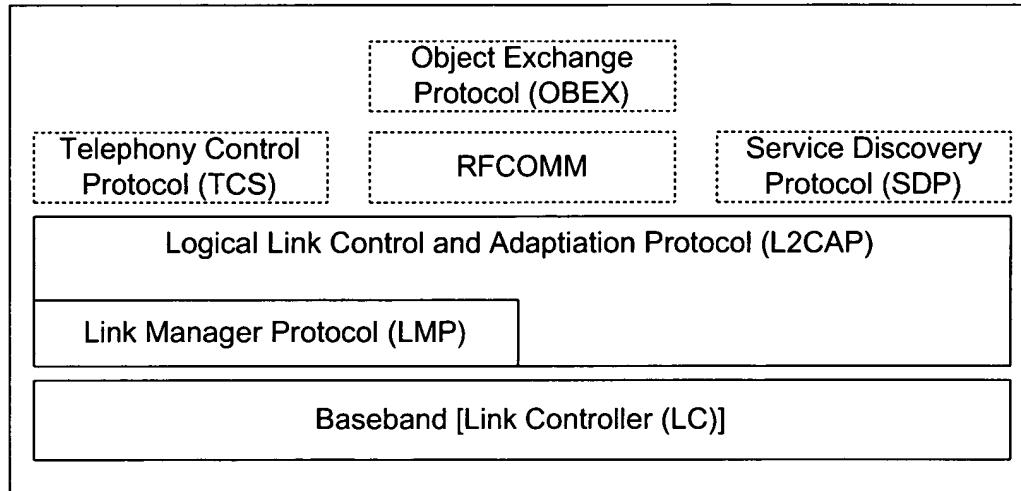 Object Exchange
Protocol (OBEX)
Telephony Control
Protocol (TCS)
RFCOMM
Service Discovery
Protocol (SDP)
Logical Link Control and Adaptiation Protocol (L2CAP)
Link Manager Protocol (LMP)
Baseband [Link Controller (LC)]